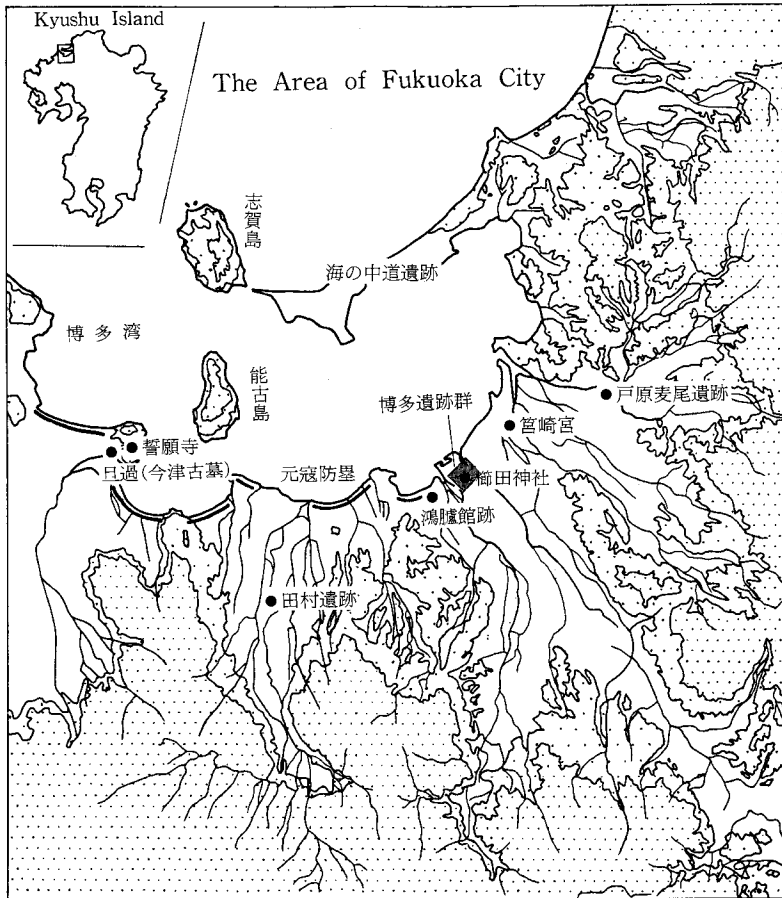 Kyushu Island
The Area of Fukuoka City
志賀島
海の中道遺跡
博多湾
能古島
博多遺跡群
戸原麦尾遺跡
筥崎宮
誓願寺
旦過(今津古墓)
元寇防塁
櫛田神社
鴻臚館跡
田村遺跡